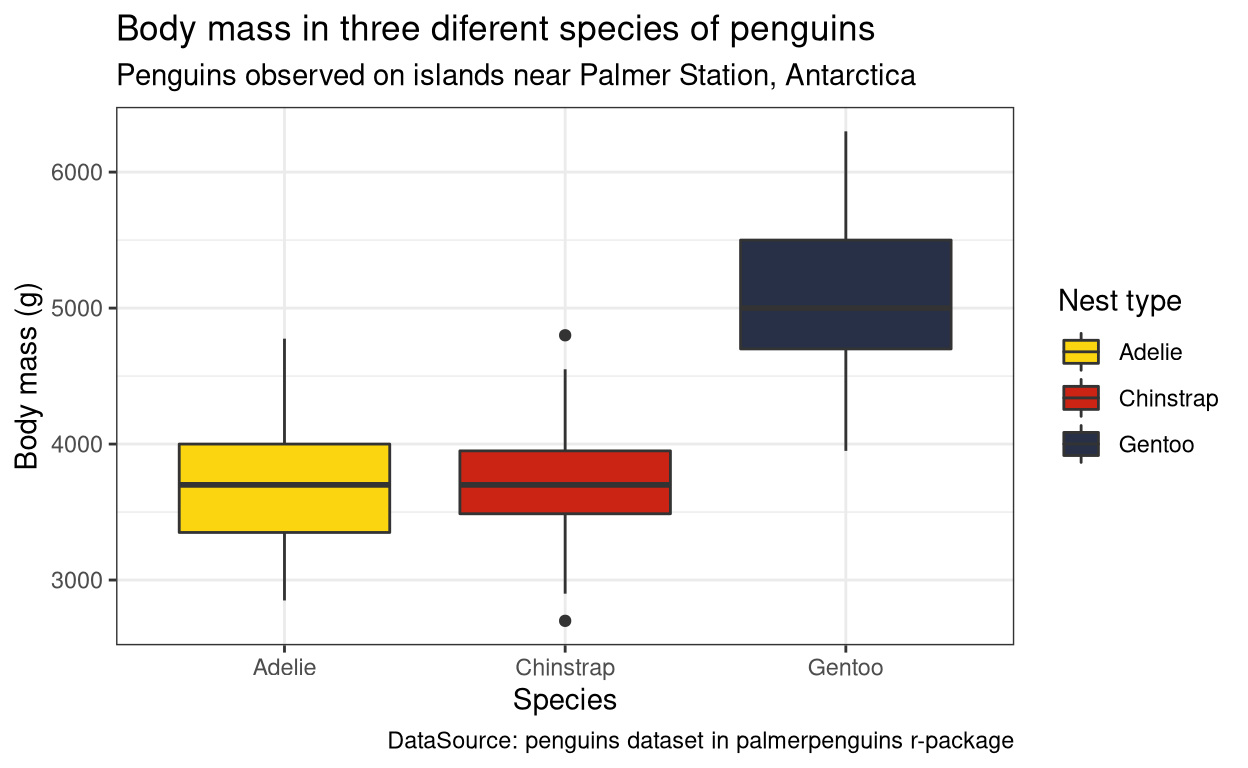 Body mass in three diferent species of penguins
Penguins observed on islands near Palmer Station, Antarctica
Body mass (g)
6000
5000
4000
3000
Adelie
Chinstrap
Gentoo
Species
Nest type
Adelie
Chinstrap
Gentoo
DataSource: penguins dataset in palmerpenguins r-package